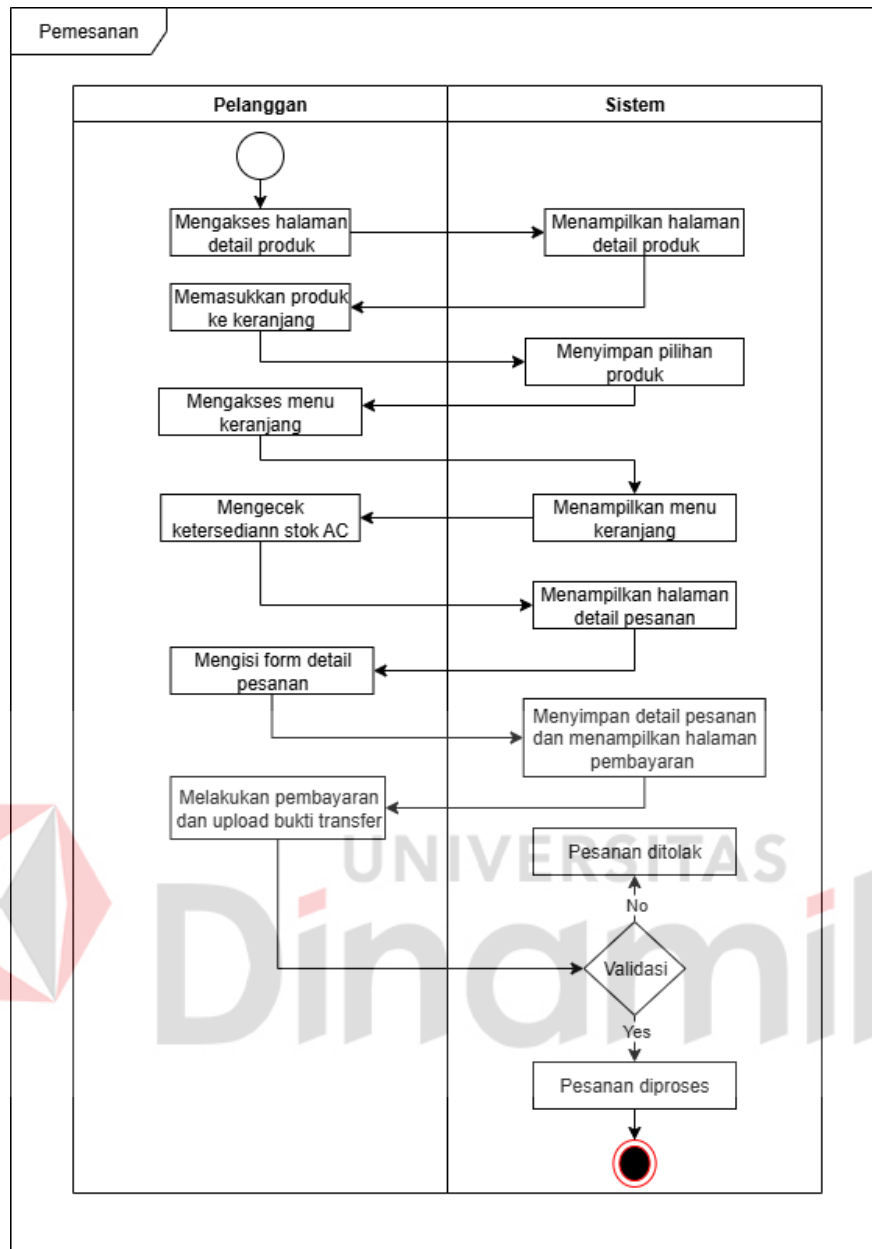 Pemesanan
Pelanggan
Sistem
Mengakses halaman
detail produk
Menampilkan halaman
detail produk
Memasukkan produk
ke keranjang
Menyimpan pilihan
produk
Mengakses menu
keranjang
Menampilkan menu
keranjang
Mengecek
ketersediann stok AC
Menampilkan halaman
detail pesanan
Mengisi form detail
pesanan
Menyimpan detail pesanan
dan menampilkan halaman
pembayaran
Melakukan pembayaran
dan upload bukti transfer
Pesanan ditolak
No
Validasi
Yes
Pesanan diproses
UNIVERSITAS
Dinamik